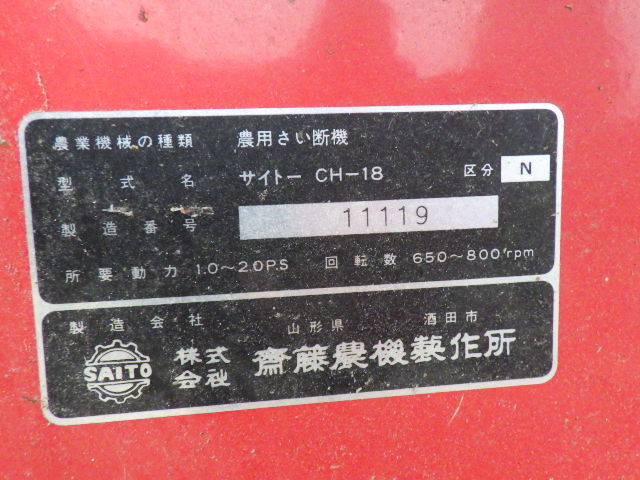 農業機械の種類 農用さい断機
型式名 サイトー CH-18 区分 N
製造番号 11119
所要動力 1.0～2.0P.S 回転数 650～800rpm
製造会社 山形県 酒田市
SAITO 株式会社 齋藤農機製作所